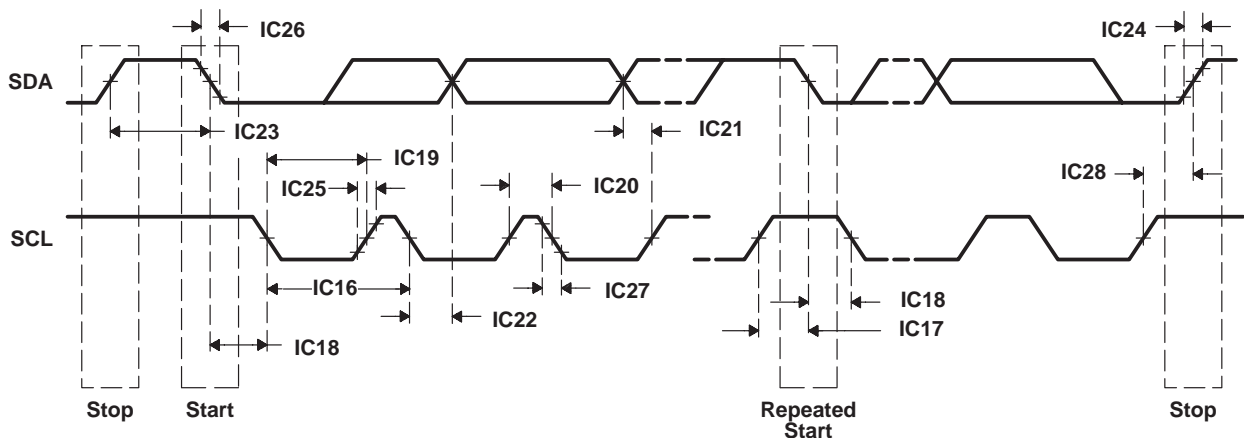 IC26
IC24
SDA
IC23
IC21
IC19
IC25
IC20
IC28
SCL
IC16
IC27
IC18
IC22
IC17
IC18
Stop
Start
Repeated
Start
Stop